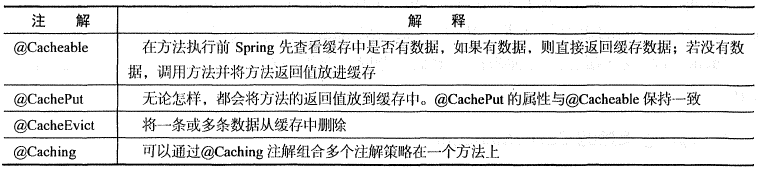 注 解 解 释
@Cacheable 在方法执行前 Spring 先查看缓存中是否有数据，如果有数据，则直接返回缓存数据；若没有数
据，调用方法并将方法返回值放进缓存
@CachePut 无论怎样，都会将方法的返回值放到缓存中。@CachePut 的属性与@Cacheable 保持一致
@CacheEvict 将一条或多条数据从缓存中删除
@Caching 可以通过@Caching 注解组合多个注解策略在一个方法上